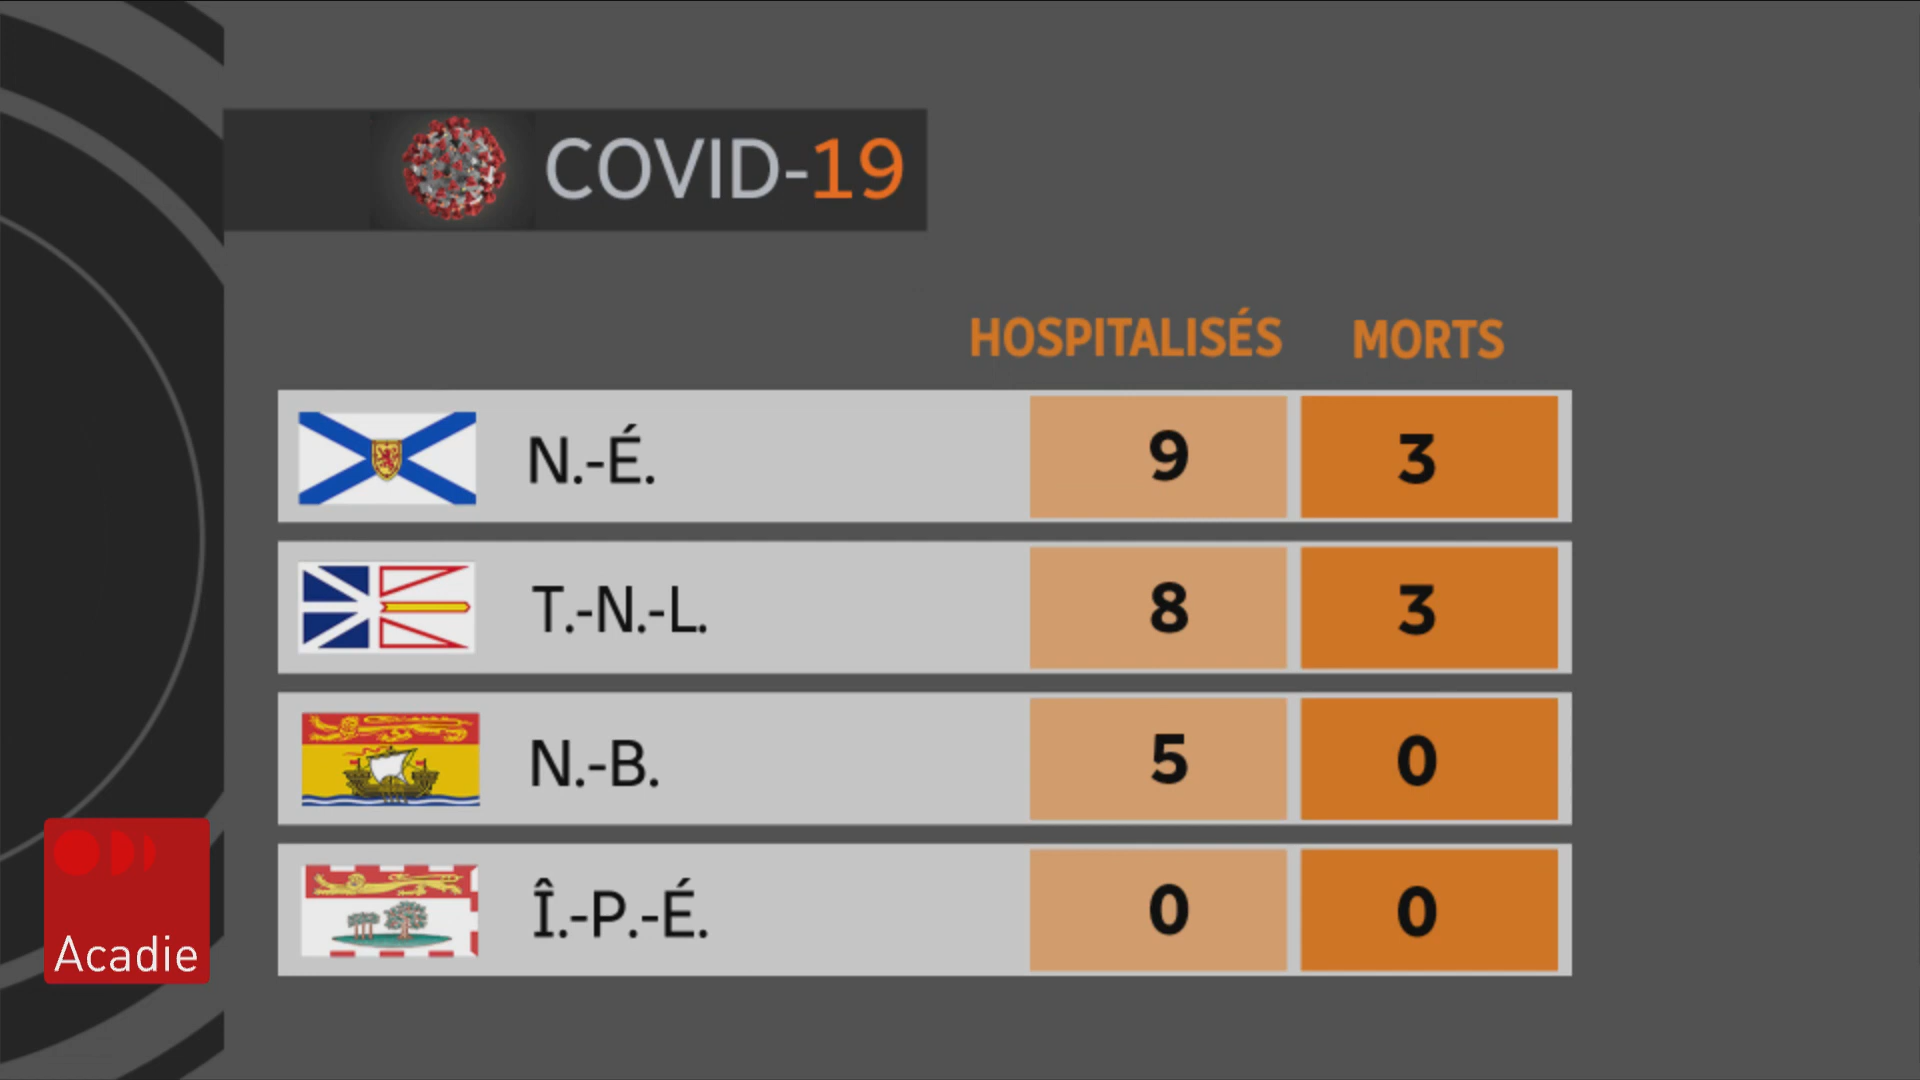 COVID-19
HOSPITALISÉS MORTS
N.-É. 9 3
T.-N.-L. 8 3
N.-B. 5 0
Î.-P.-É. 0 0
Acadie